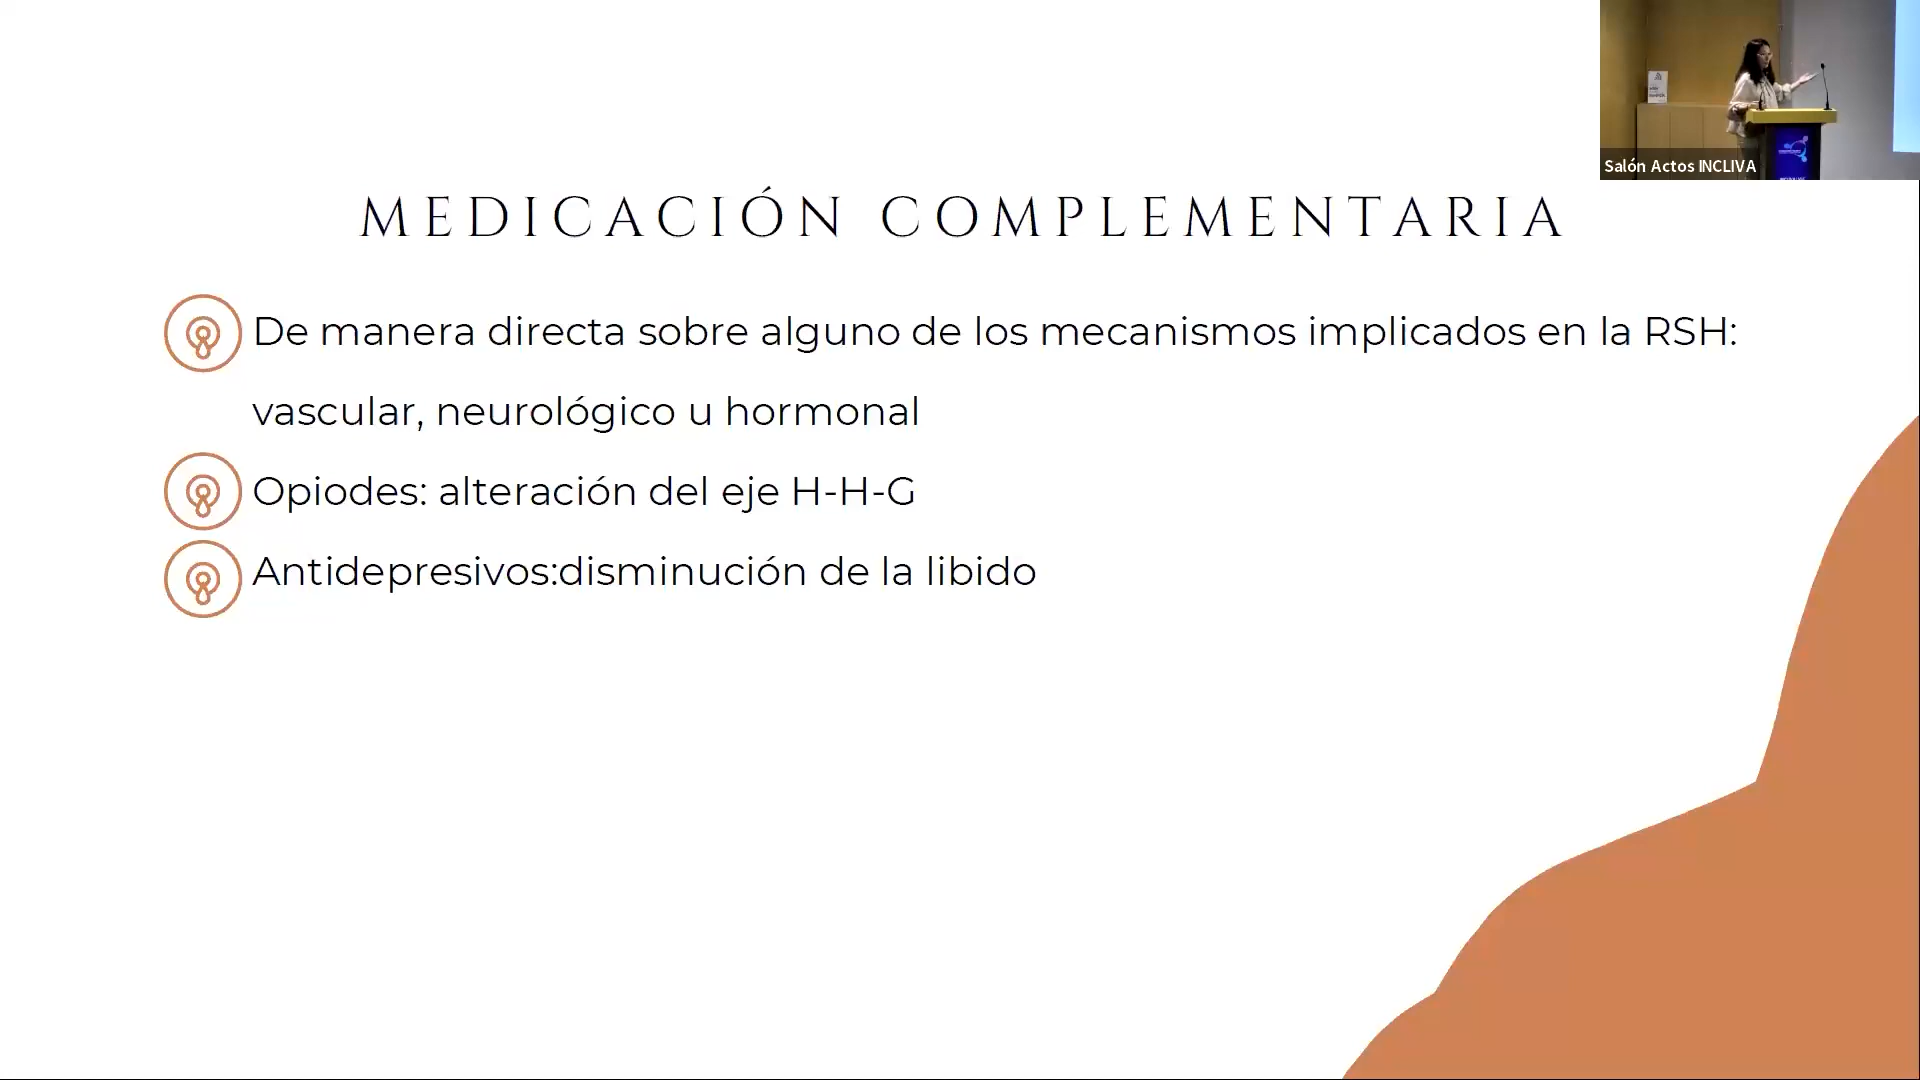 Salón Actos INCLIVA
MEDICACIÓN COMPLEMENTARIA
De manera directa sobre alguno de los mecanismos implicados en la RSH:
vascular, neurológico u hormonal
Opiodes: alteración del eje H-H-G
Antidepresivos:disminución de la libido